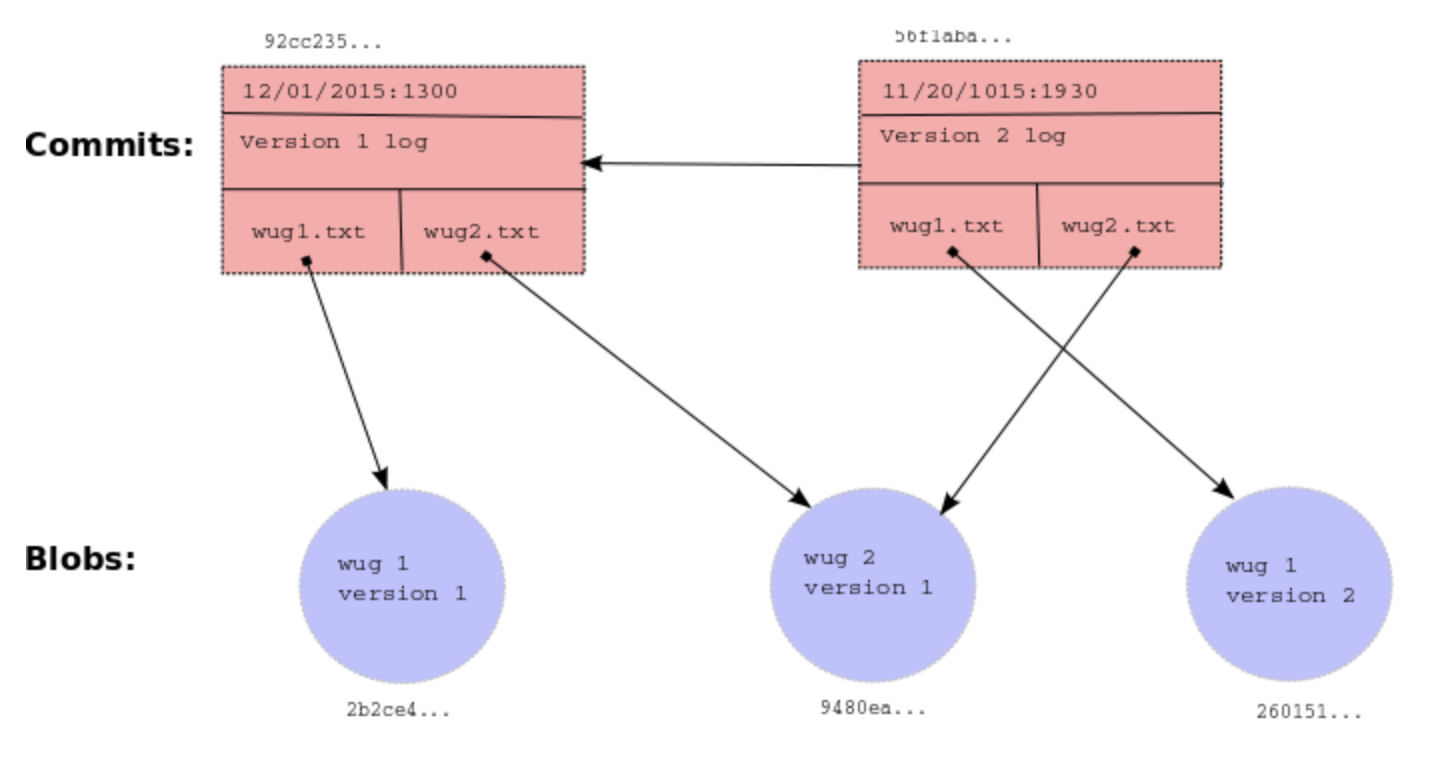 92cc235...
56f1aba...
12/01/2015:1300
11/20/1015:1930
Commits:
Version 1 log
Version 2 log
wug1.txt
wug2.txt
wug1.txt
wug2.txt
Blobs:
wug 1
version 1
wug 2
version 1
wug 1
version 2
2b2ce4...
9480ea...
260151...